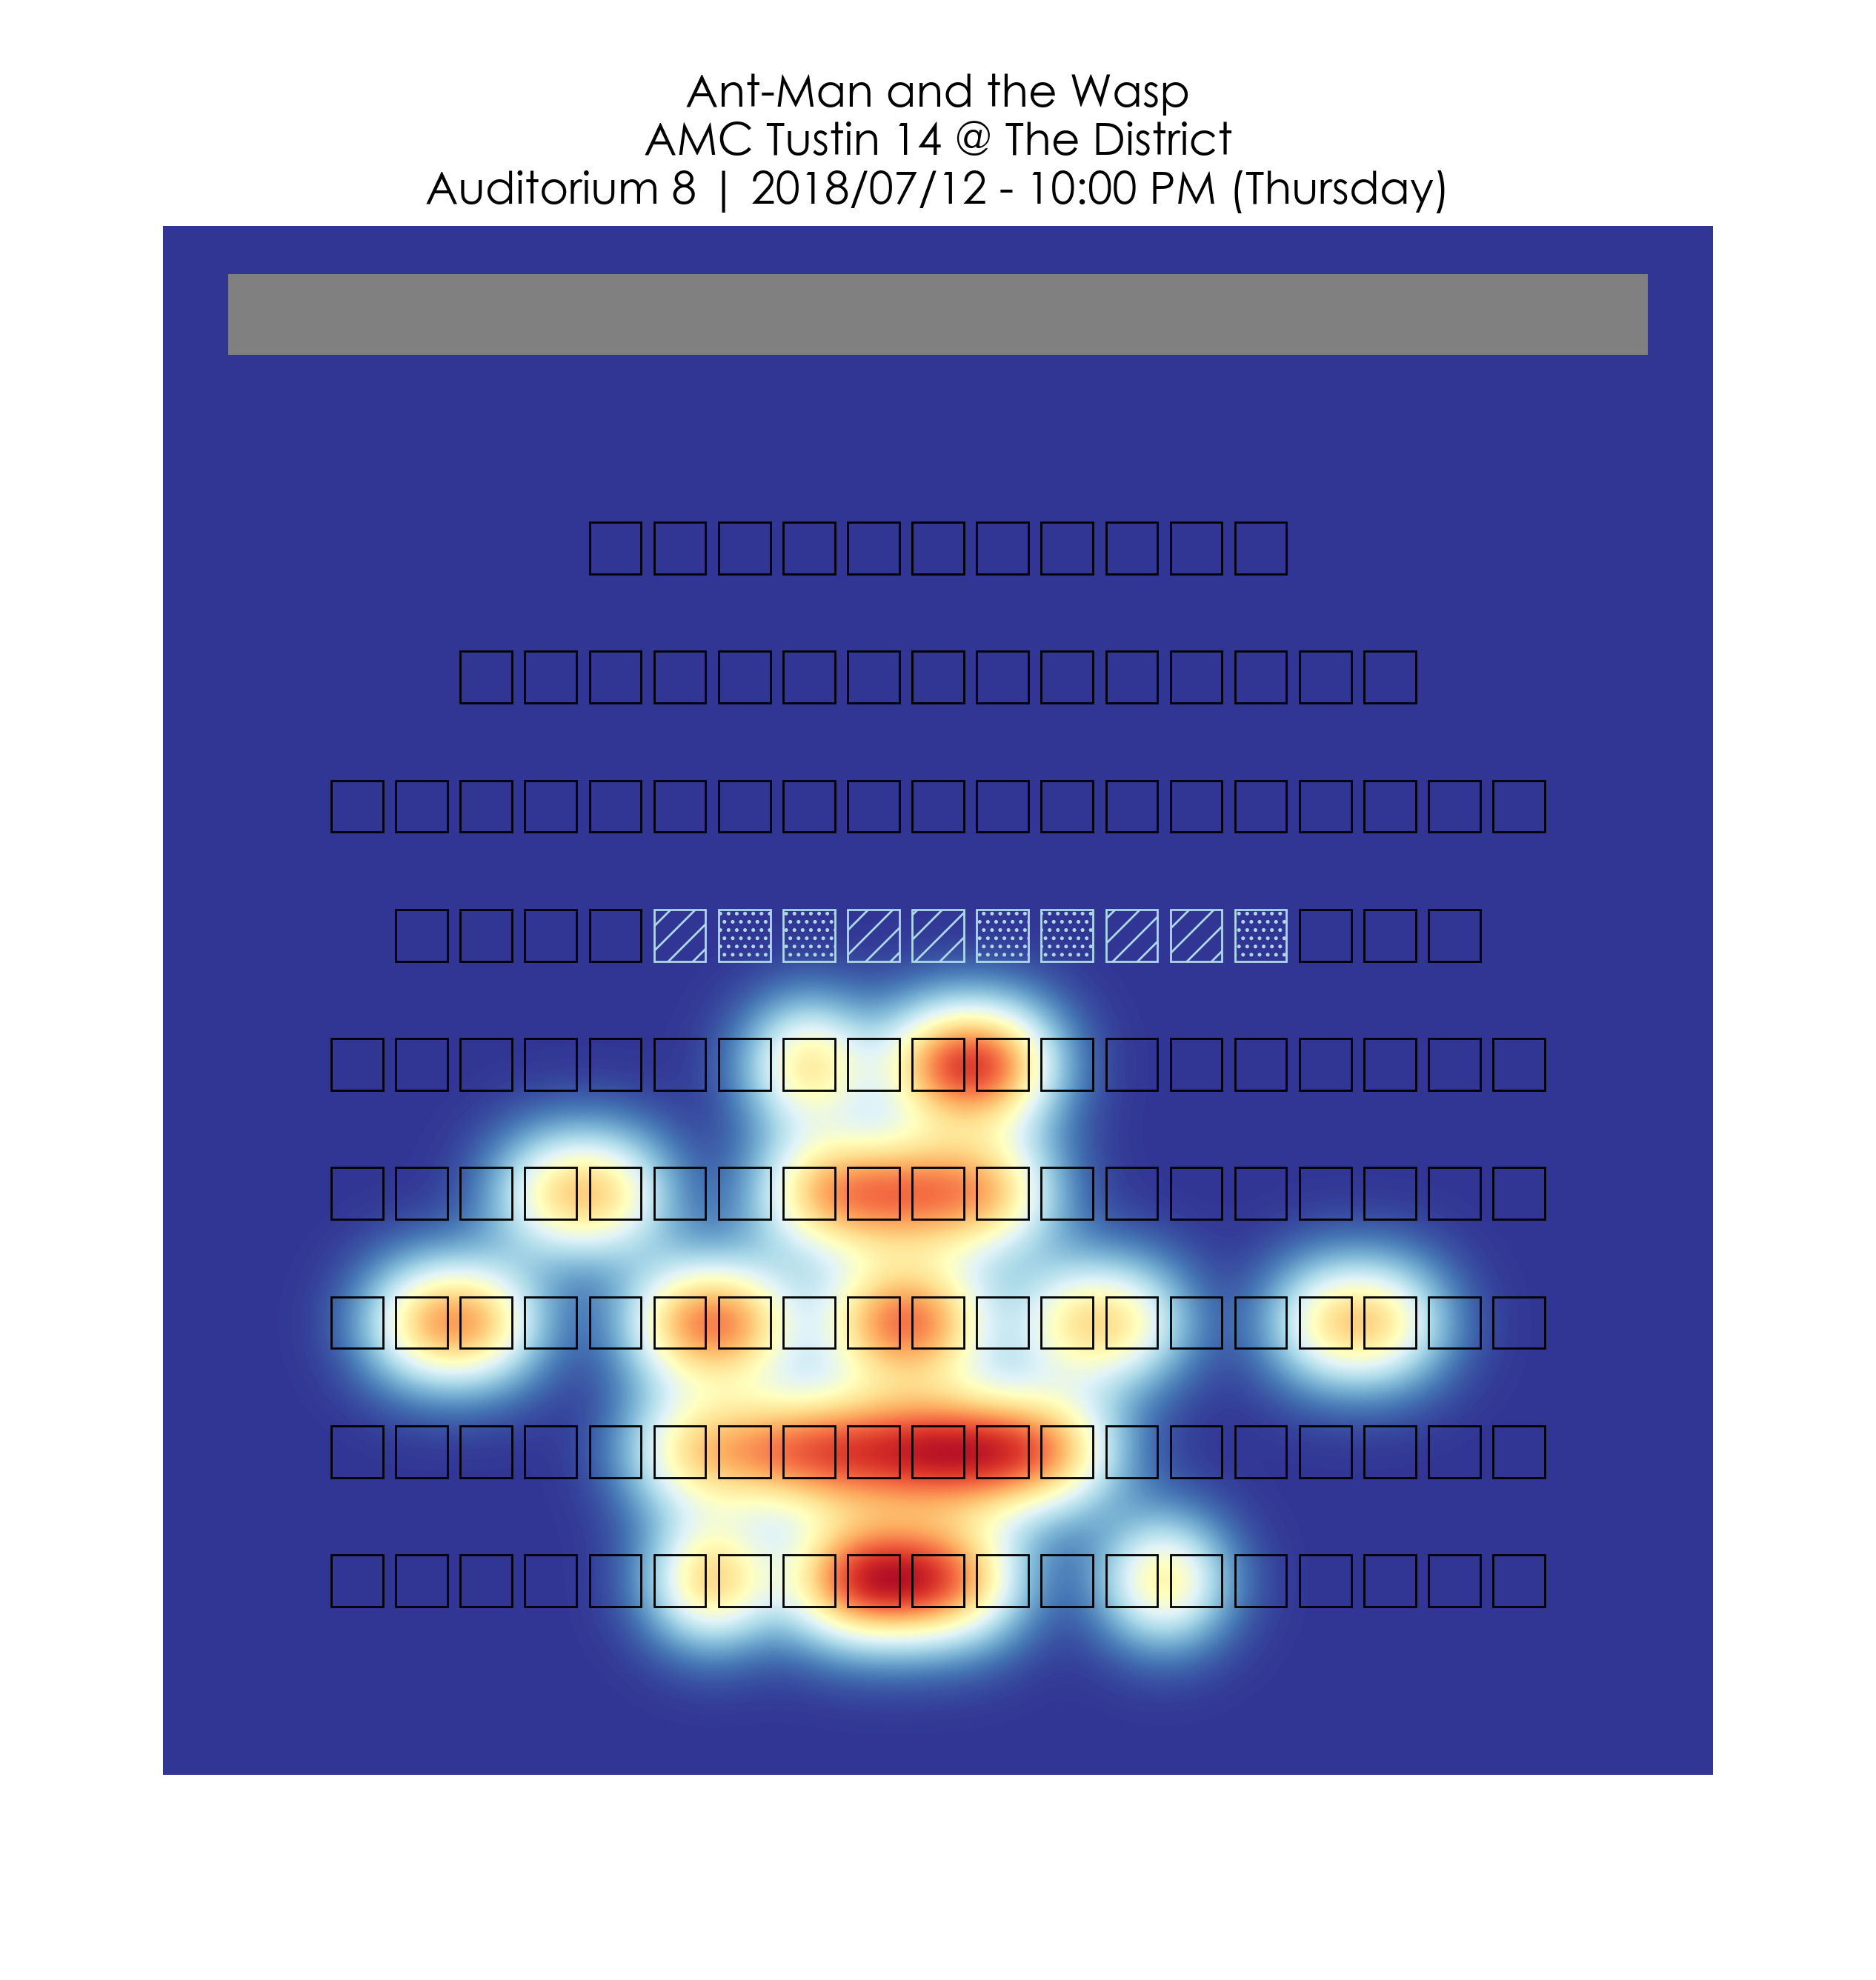 Ant-Man and the Wasp
AMC Tustin 14 @ The District
Auditorium 8 | 2018/07/12 - 10:00 PM (Thursday)